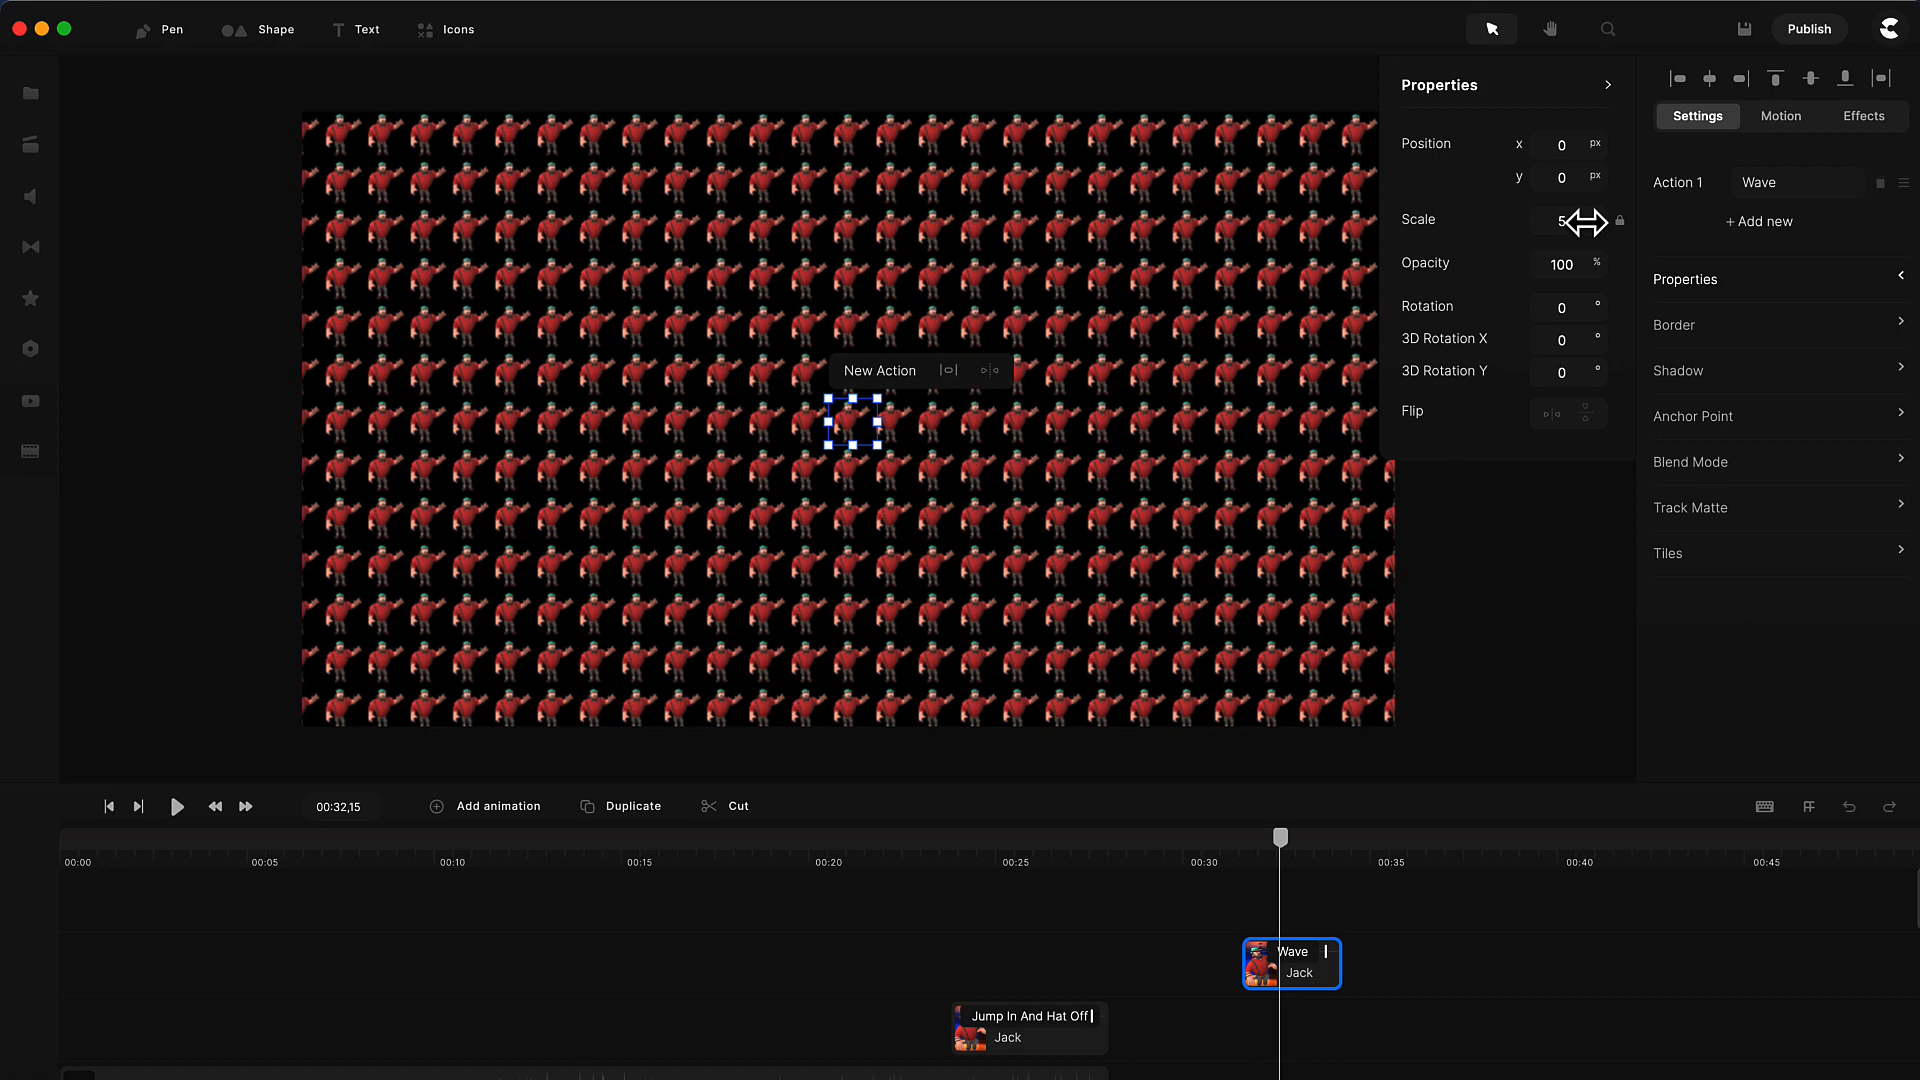 Pen Shape Text Icons Publish
Properties
Settings Motion Effects
Position x 0 px
y 0 px
Action 1 Wave
Scale 5
+ Add new
Opacity 100 %
Properties
Rotation 0 °
3D Rotation X 0 °
Border
3D Rotation Y 0 °
Shadow
New Action
Flip
Anchor Point
Blend Mode
Track Matte
Tiles
00:32,15 Add animation Duplicate Cut
00:00 00:05 00:10 00:15 00:20 00:25 00:30 00:35 00:40 00:45
Wave
Jack
Jump In And Hat Off
Jack